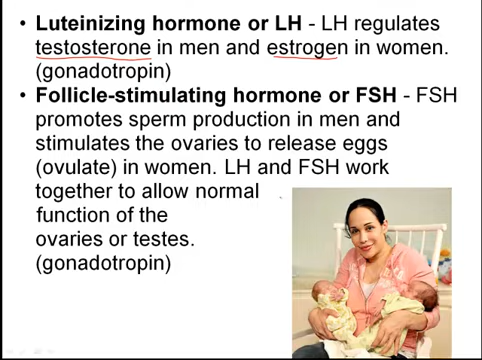 • Luteinizing hormone or LH - LH regulates
testosterone in men and estrogen in women.
(gonadotropin)
• Follicle-stimulating hormone or FSH - FSH
promotes sperm production in men and
stimulates the ovaries to release eggs
(ovulate) in women. LH and FSH work
together to allow normal
function of the
ovaries or testes.
(gonadotropin)